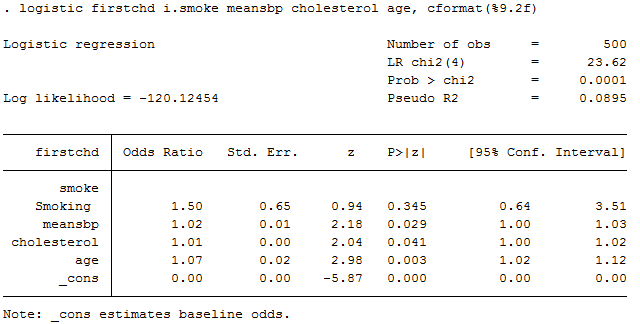 . logistic firstchd i.smoke meansbp cholesterol age, cformat(%9.2f)
Logistic regression Number of obs = 500
LR chi2(4) = 23.62
Prob > chi2 = 0.0001
Log likelihood = -120.12454 Pseudo R2 = 0.0895
firstchd Odds Ratio Std. Err. z P>|z| [95% Conf. Interval]
smoke
Smoking 1.50 0.65 0.94 0.345 0.64 3.51
meansbp 1.02 0.01 2.18 0.029 1.00 1.03
cholesterol 1.01 0.00 2.04 0.041 1.00 1.02
age 1.07 0.02 2.98 0.003 1.02 1.12
_cons 0.00 0.00 -5.87 0.000 0.00 0.00
Note: _cons estimates baseline odds.